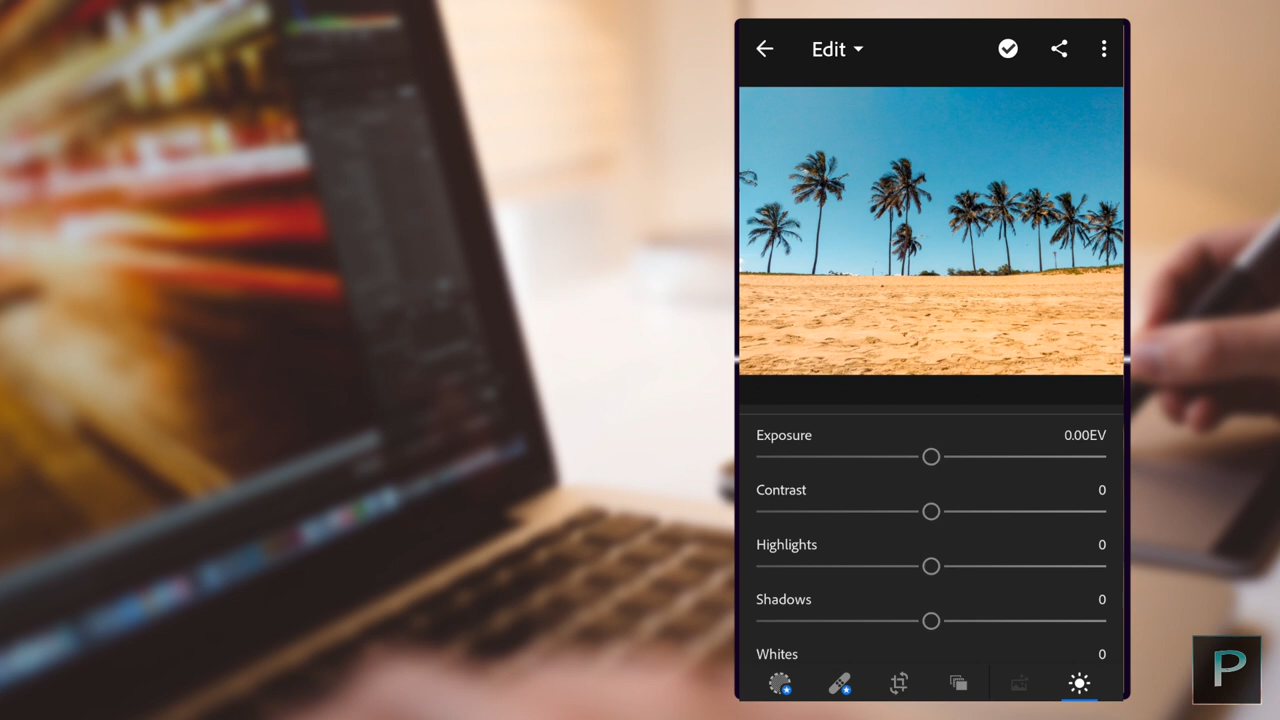 Edit
Exposure 0.00EV
Contrast 0
Highlights 0
Shadows 0
Whites 0
P